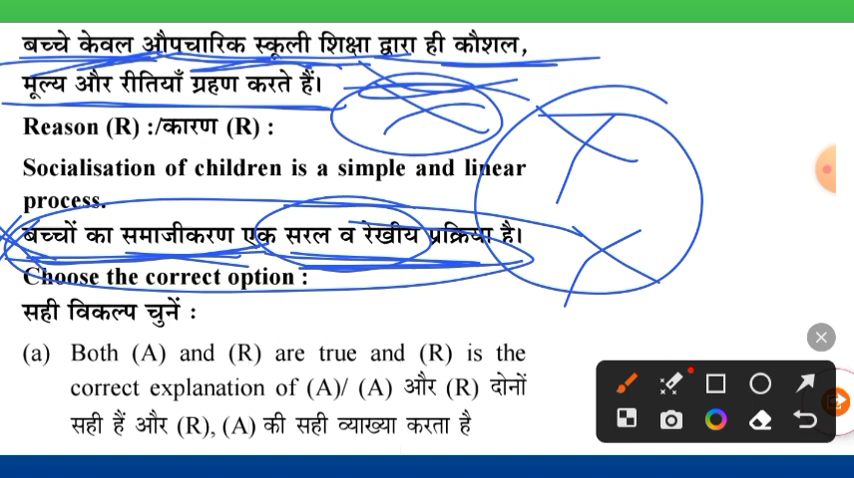 बच्चे केवल औपचारिक स्कूली शिक्षा द्वारा ही कौशल,
मूल्य और रीतियाँ ग्रहण करते हैं।
Reason (R) :/कारण (R) :
Socialisation of children is a simple and linear
process.
बच्चों का समाजीकरण एक सरल व रेखीय प्रक्रिया है।
Choose the correct option :
सही विकल्प चुनें :
(a) Both (A) and (R) are true and (R) is the
correct explanation of (A)/ (A) और (R) दोनों
सही हैं और (R), (A) की सही व्याख्या करता है